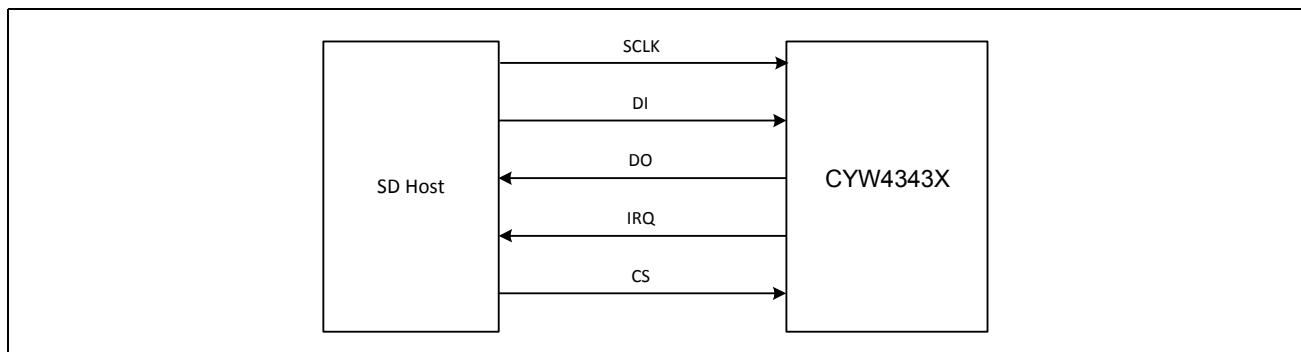 SCLK
DI
DO
SD Host
CYW4343X
IRQ
CS